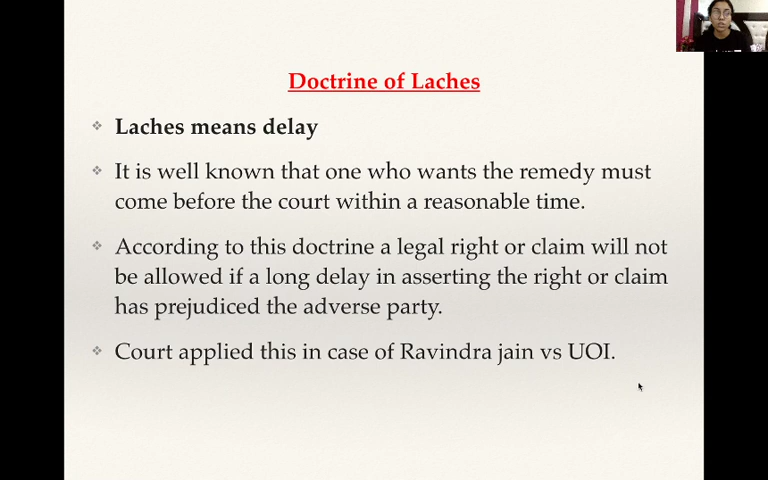 Doctrine of Laches
Laches means delay
It is well known that one who wants the remedy must
come before the court within a reasonable time.
According to this doctrine a legal right or claim will not
be allowed if a long delay in asserting the right or claim
has prejudiced the adverse party.
Court applied this in case of Ravindra jain vs UOI.